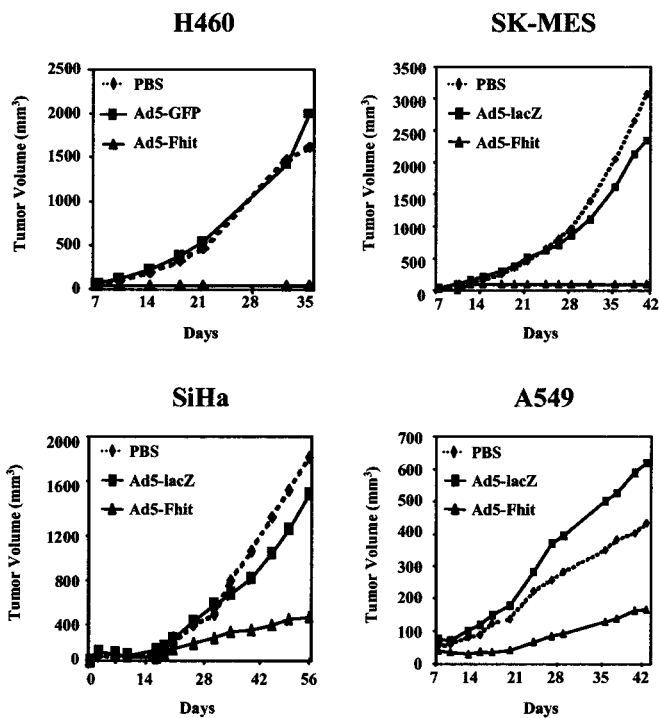 H460
Tumor Volume (mm³)
2500
2000
1500
1000
500
0
PBS
Ad5-GFP
Ad5-Fhit
7 14 21 28 35
Days
SK-MES
Tumor Volume (mm³)
3500
3000
2500
2000
1500
1000
500
0
PBS
Ad5-lacZ
Ad5-Fhit
7 14 21 28 35 42
Days
SiHa
Tumor Volume (mm³)
2000
1600
1200
800
400
0
PBS
Ad5-lacZ
Ad5-Fhit
0 14 28 42 56
Days
A549
Tumor Volume (mm³)
700
600
500
400
300
200
100
0
PBS
Ad5-lacZ
Ad5-Fhit
7 14 21 28 35 42
Days